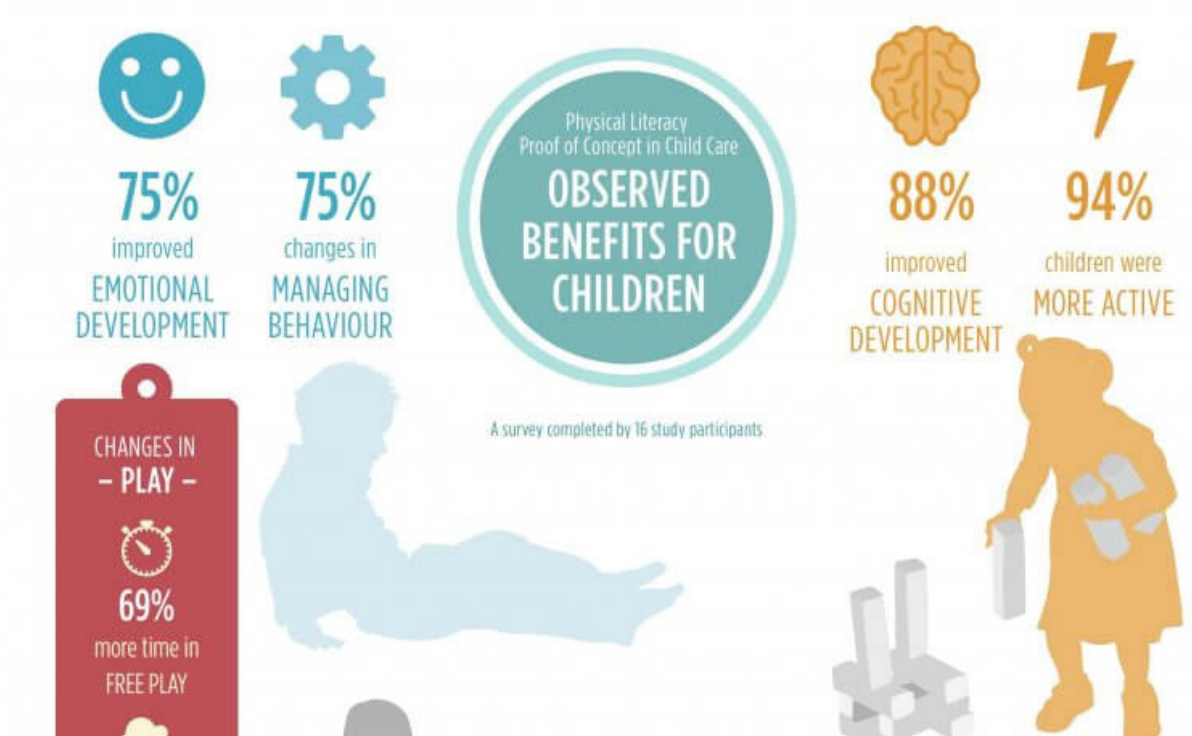 Physical Literacy
Proof of Concept in Child Care
OBSERVED
BENEFITS FOR
CHILDREN
A survey completed by 16 study participants
75%
improved
EMOTIONAL
DEVELOPMENT
75%
changes in
MANAGING
BEHAVIOUR
88%
improved
COGNITIVE
DEVELOPMENT
94%
children were
MORE ACTIVE
CHANGES IN
– PLAY –
69%
more time in
FREE PLAY